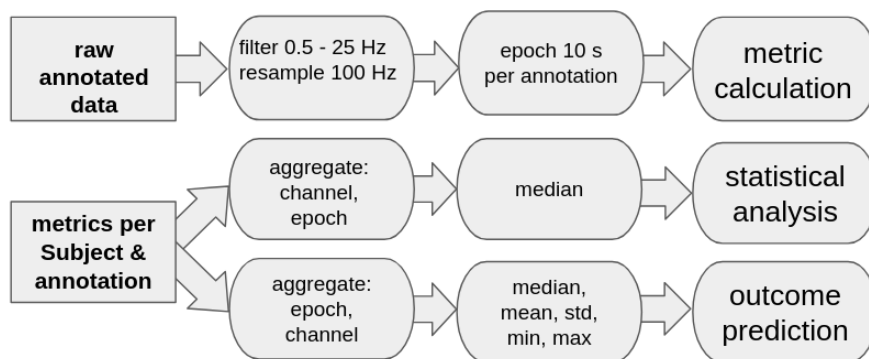 raw
annotated
data
filter 0.5 - 25 Hz
resample 100 Hz
epoch 10 s
per annotation
metric
calculation
metrics per
Subject &
annotation
aggregate:
channel,
epoch
median
statistical
analysis
aggregate:
epoch,
channel
median,
mean, std,
min, max
outcome
prediction